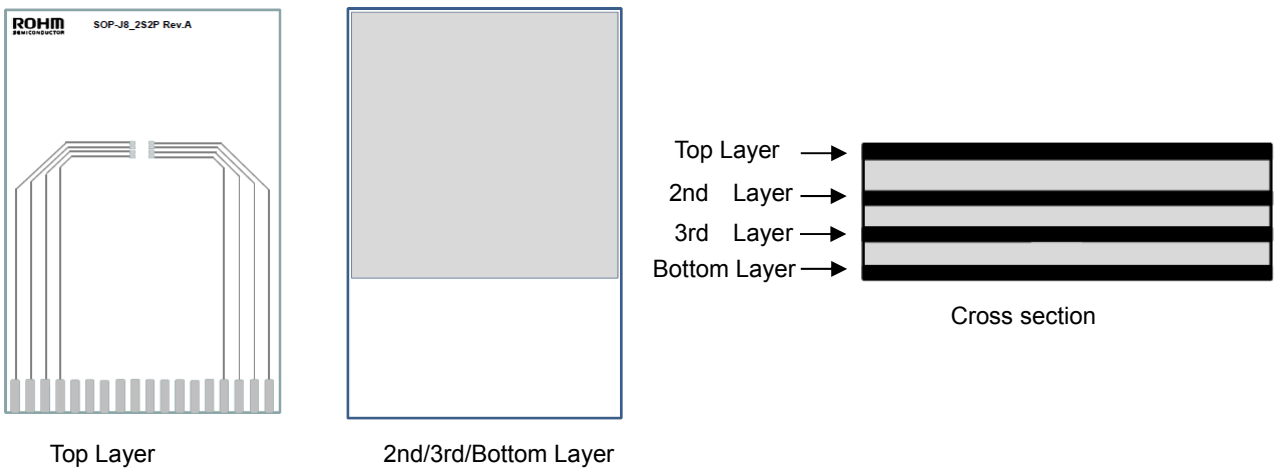 ROHM
SEMICONDUCTOR
SOP-J8_2S2P Rev.A
Top Layer
2nd/3rd/Bottom Layer
Top Layer
2nd Layer
3rd Layer
Bottom Layer
Cross section